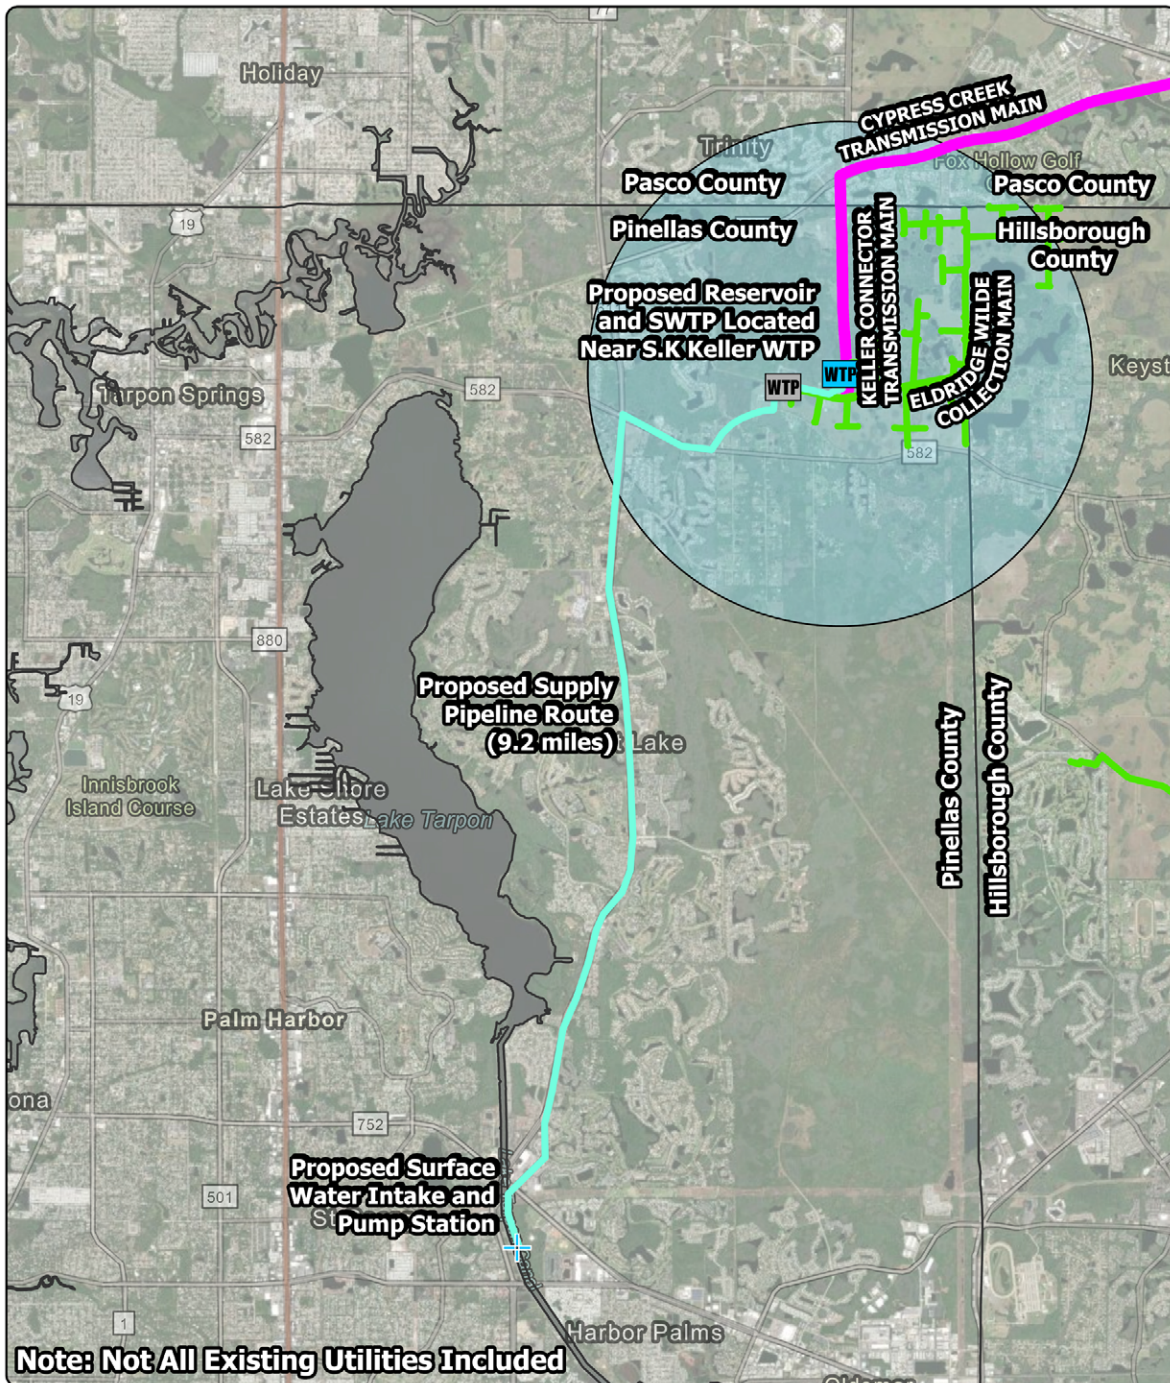 77
Holiday
CYPRESS CREEK
TRANSMISSION MAIN
Trinity
Fox Hollow Golf
Pasco County
Pasco County
19
Pinellas County
Hillsborough
County
KELLER CONNECTOR
TRANSMISSION MAIN
Proposed Reservoir
and SWTP Located
Near S.K Keller WTP
ELDRIDGE WILDE
COLLECTION MAIN
WTP
WTP
Keyst
Tarpon Springs
582
582
582
880
19
Proposed Supply
Pipeline Route
(9.2 miles)
t Lake
Pinellas County
Hillsborough County
Innisbrook
Island Course
Lake Shore
Estates
Lake Tarpon
Palm Harbor
ona
752
Proposed Surface
Water Intake and
Pump Station
501
St
Canal
1
Harbor Palms
Note: Not All Existing Utilities Included